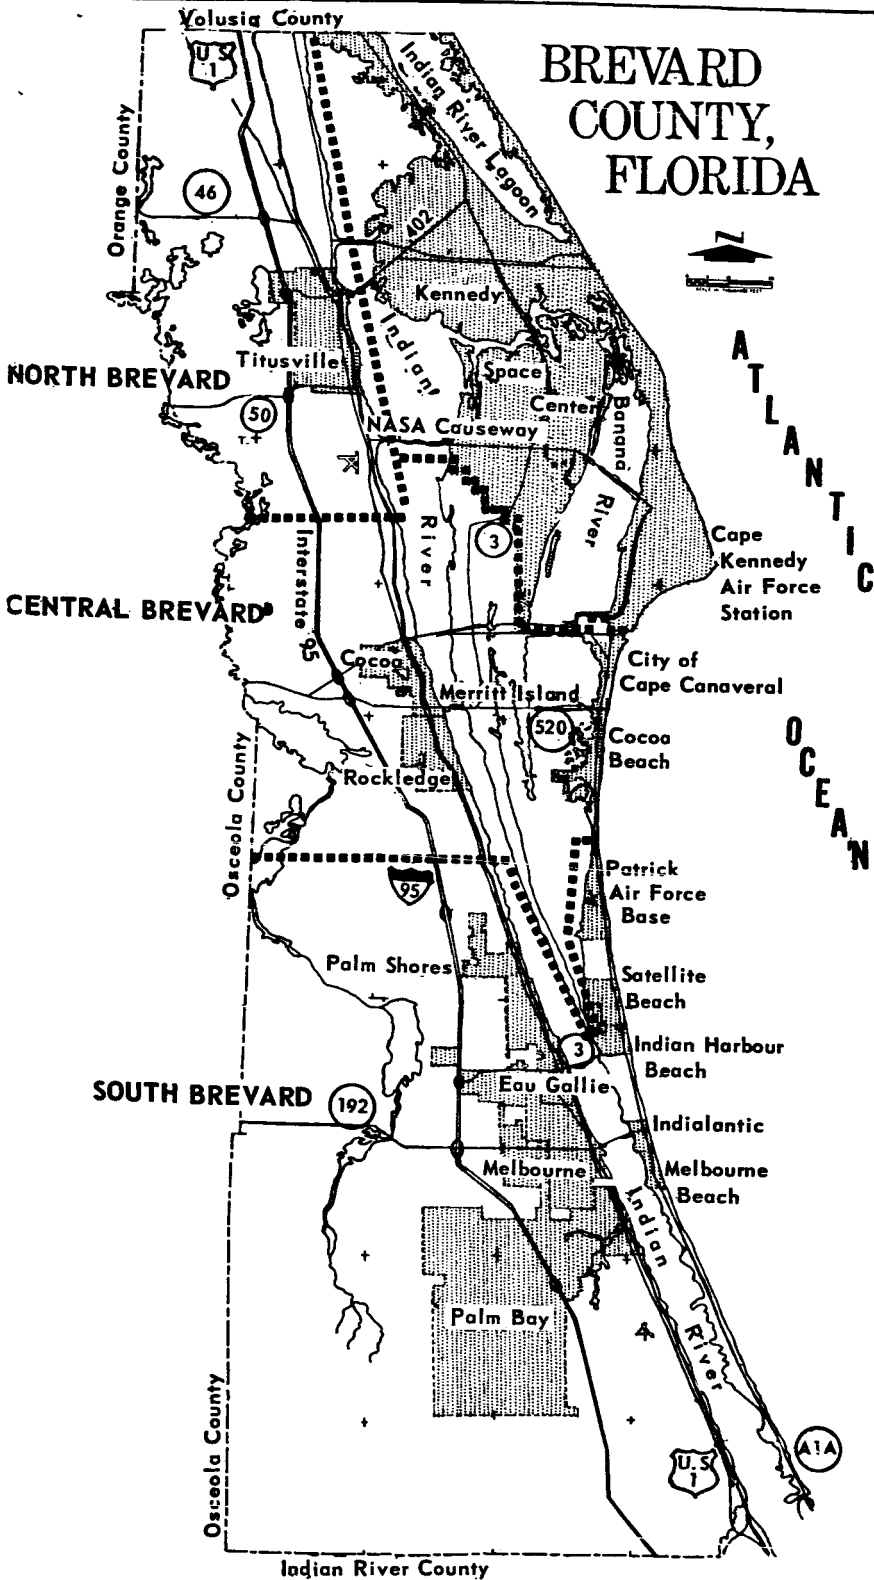 Volusia County
BREVARD
COUNTY,
FLORIDA
U S
1
Indian River Lagoon
Orange County
46
402
N
Kennedy
Indian
Titusville
Space
NORTH BREVARD
Center
Banana
50
NASA Causeway
ATLANTIC
River
River
3
Cape
Kennedy
Air Force
Station
Interstate 95
CENTRAL BREVARD
Cocoa
City of
Cape Canaveral
Merritt Island
520
Cocoa
Beach
OCEAN
Osceola County
Rockledge
95
Patrick
Air Force
Base
Palm Shores
Satellite
Beach
3
Indian Harbour
Beach
Eau Gallie
SOUTH BREVARD
192
Indialantic
Melbourne
Melbourne
Beach
Indian
Palm Bay
River
Osceola County
A1A
U.S
1
Indian River County